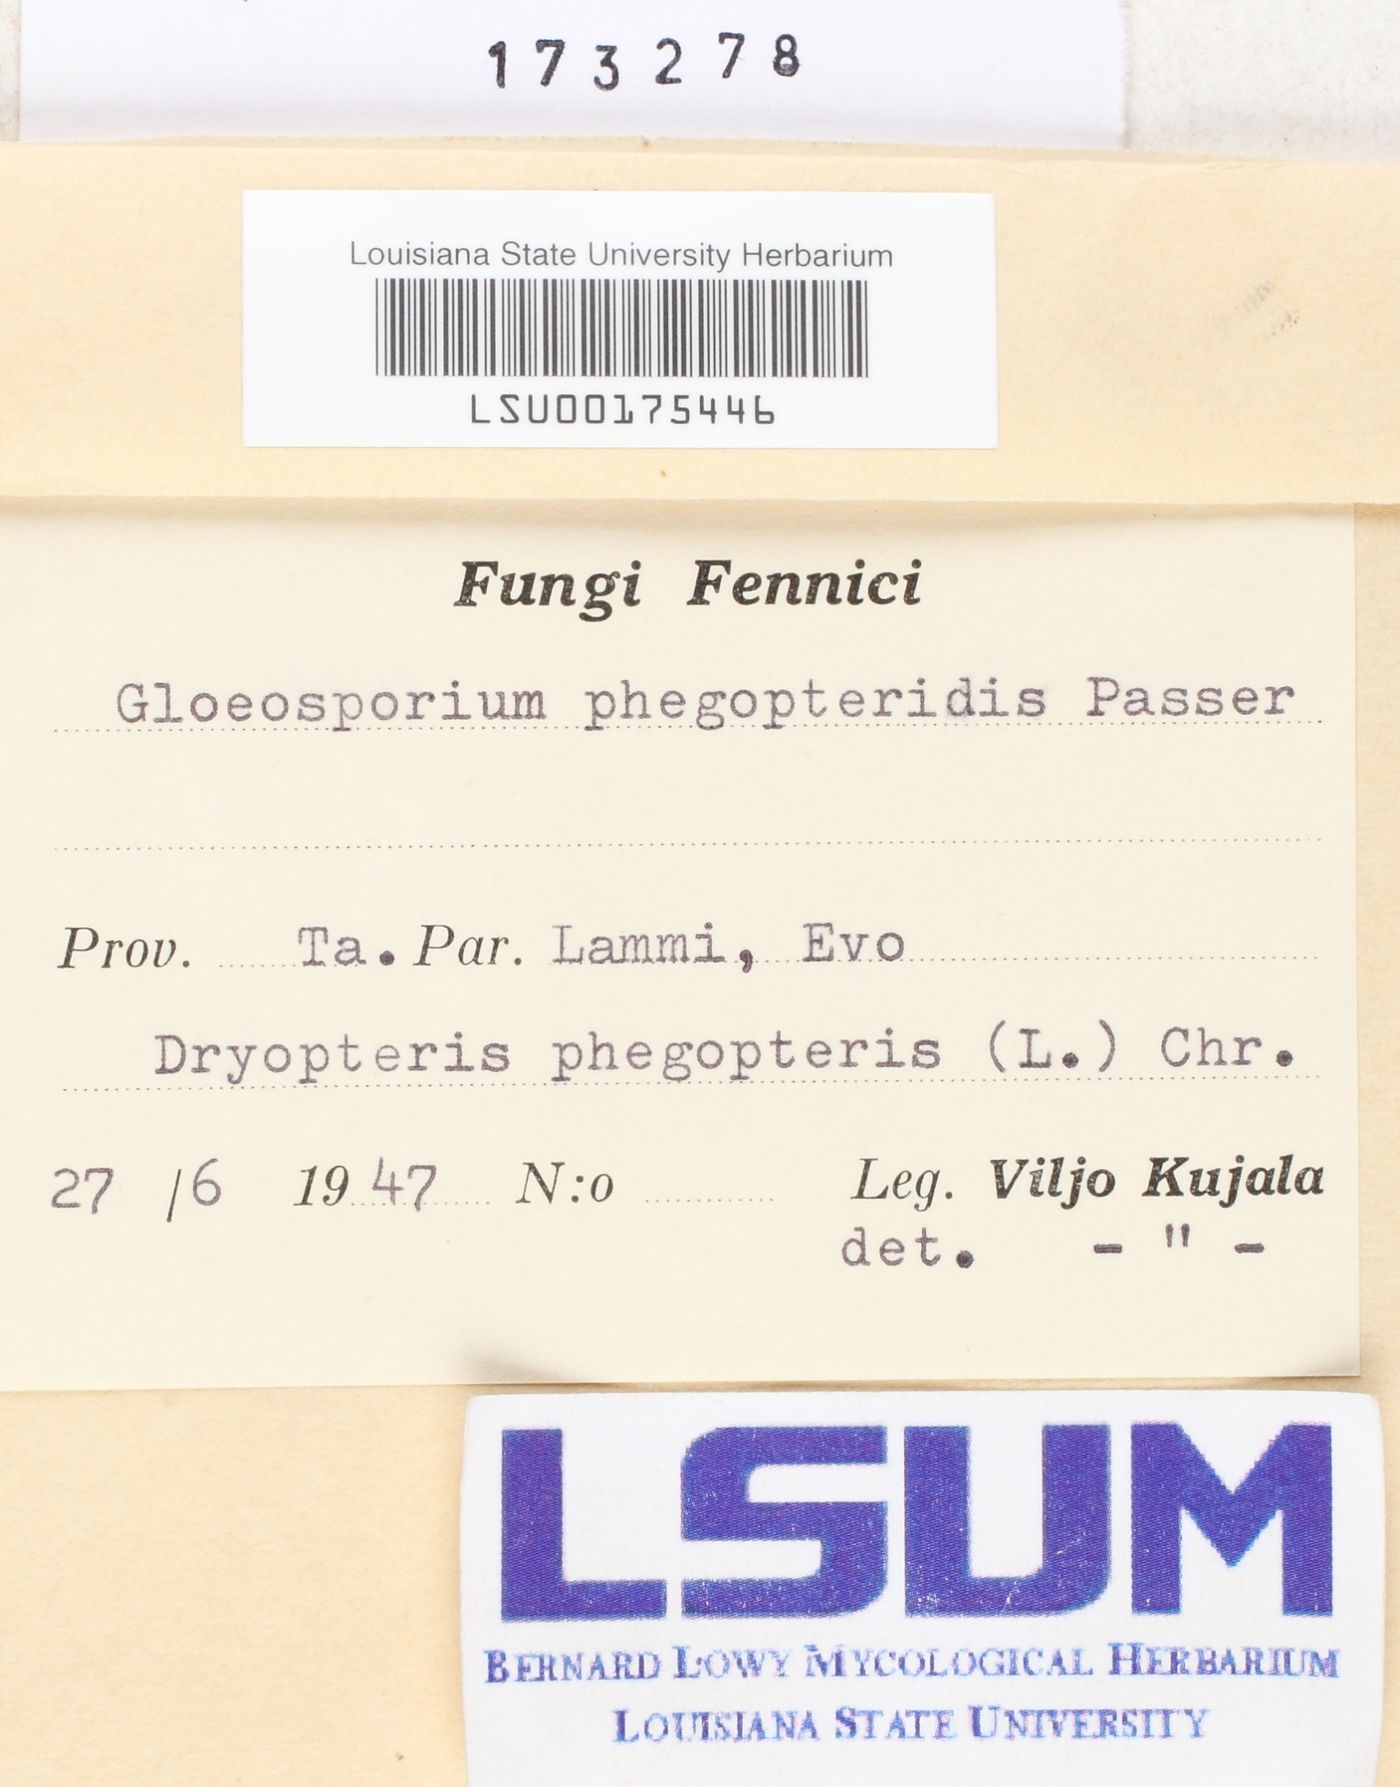 173278
Louisiana State University Herbarium
LSU00175446
Fungi Fennici
Gloeosporium phegopteridis Passer
Prov. Ta. Par. Lammi, Evo
Dryopteris phegopteris (L.) Chr.
27 /6 1947 N:o Leg. Viljo Kujala
det. - " -
LSUM
BERNARD LOWY MYCOLOGICAL HERBARIUM
LOUISIANA STATE UNIVERSITY